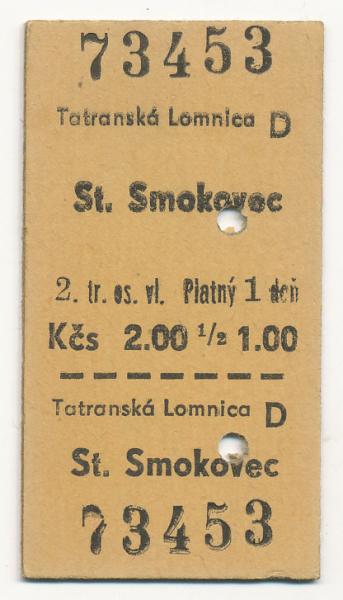 73453
Tatranská Lomnica D
St. Smokovec
2. tr. os. vl. Platný 1 deň
Kčs 2.00 1/2 1.00
Tatranská Lomnica D
St. Smokovec
73453